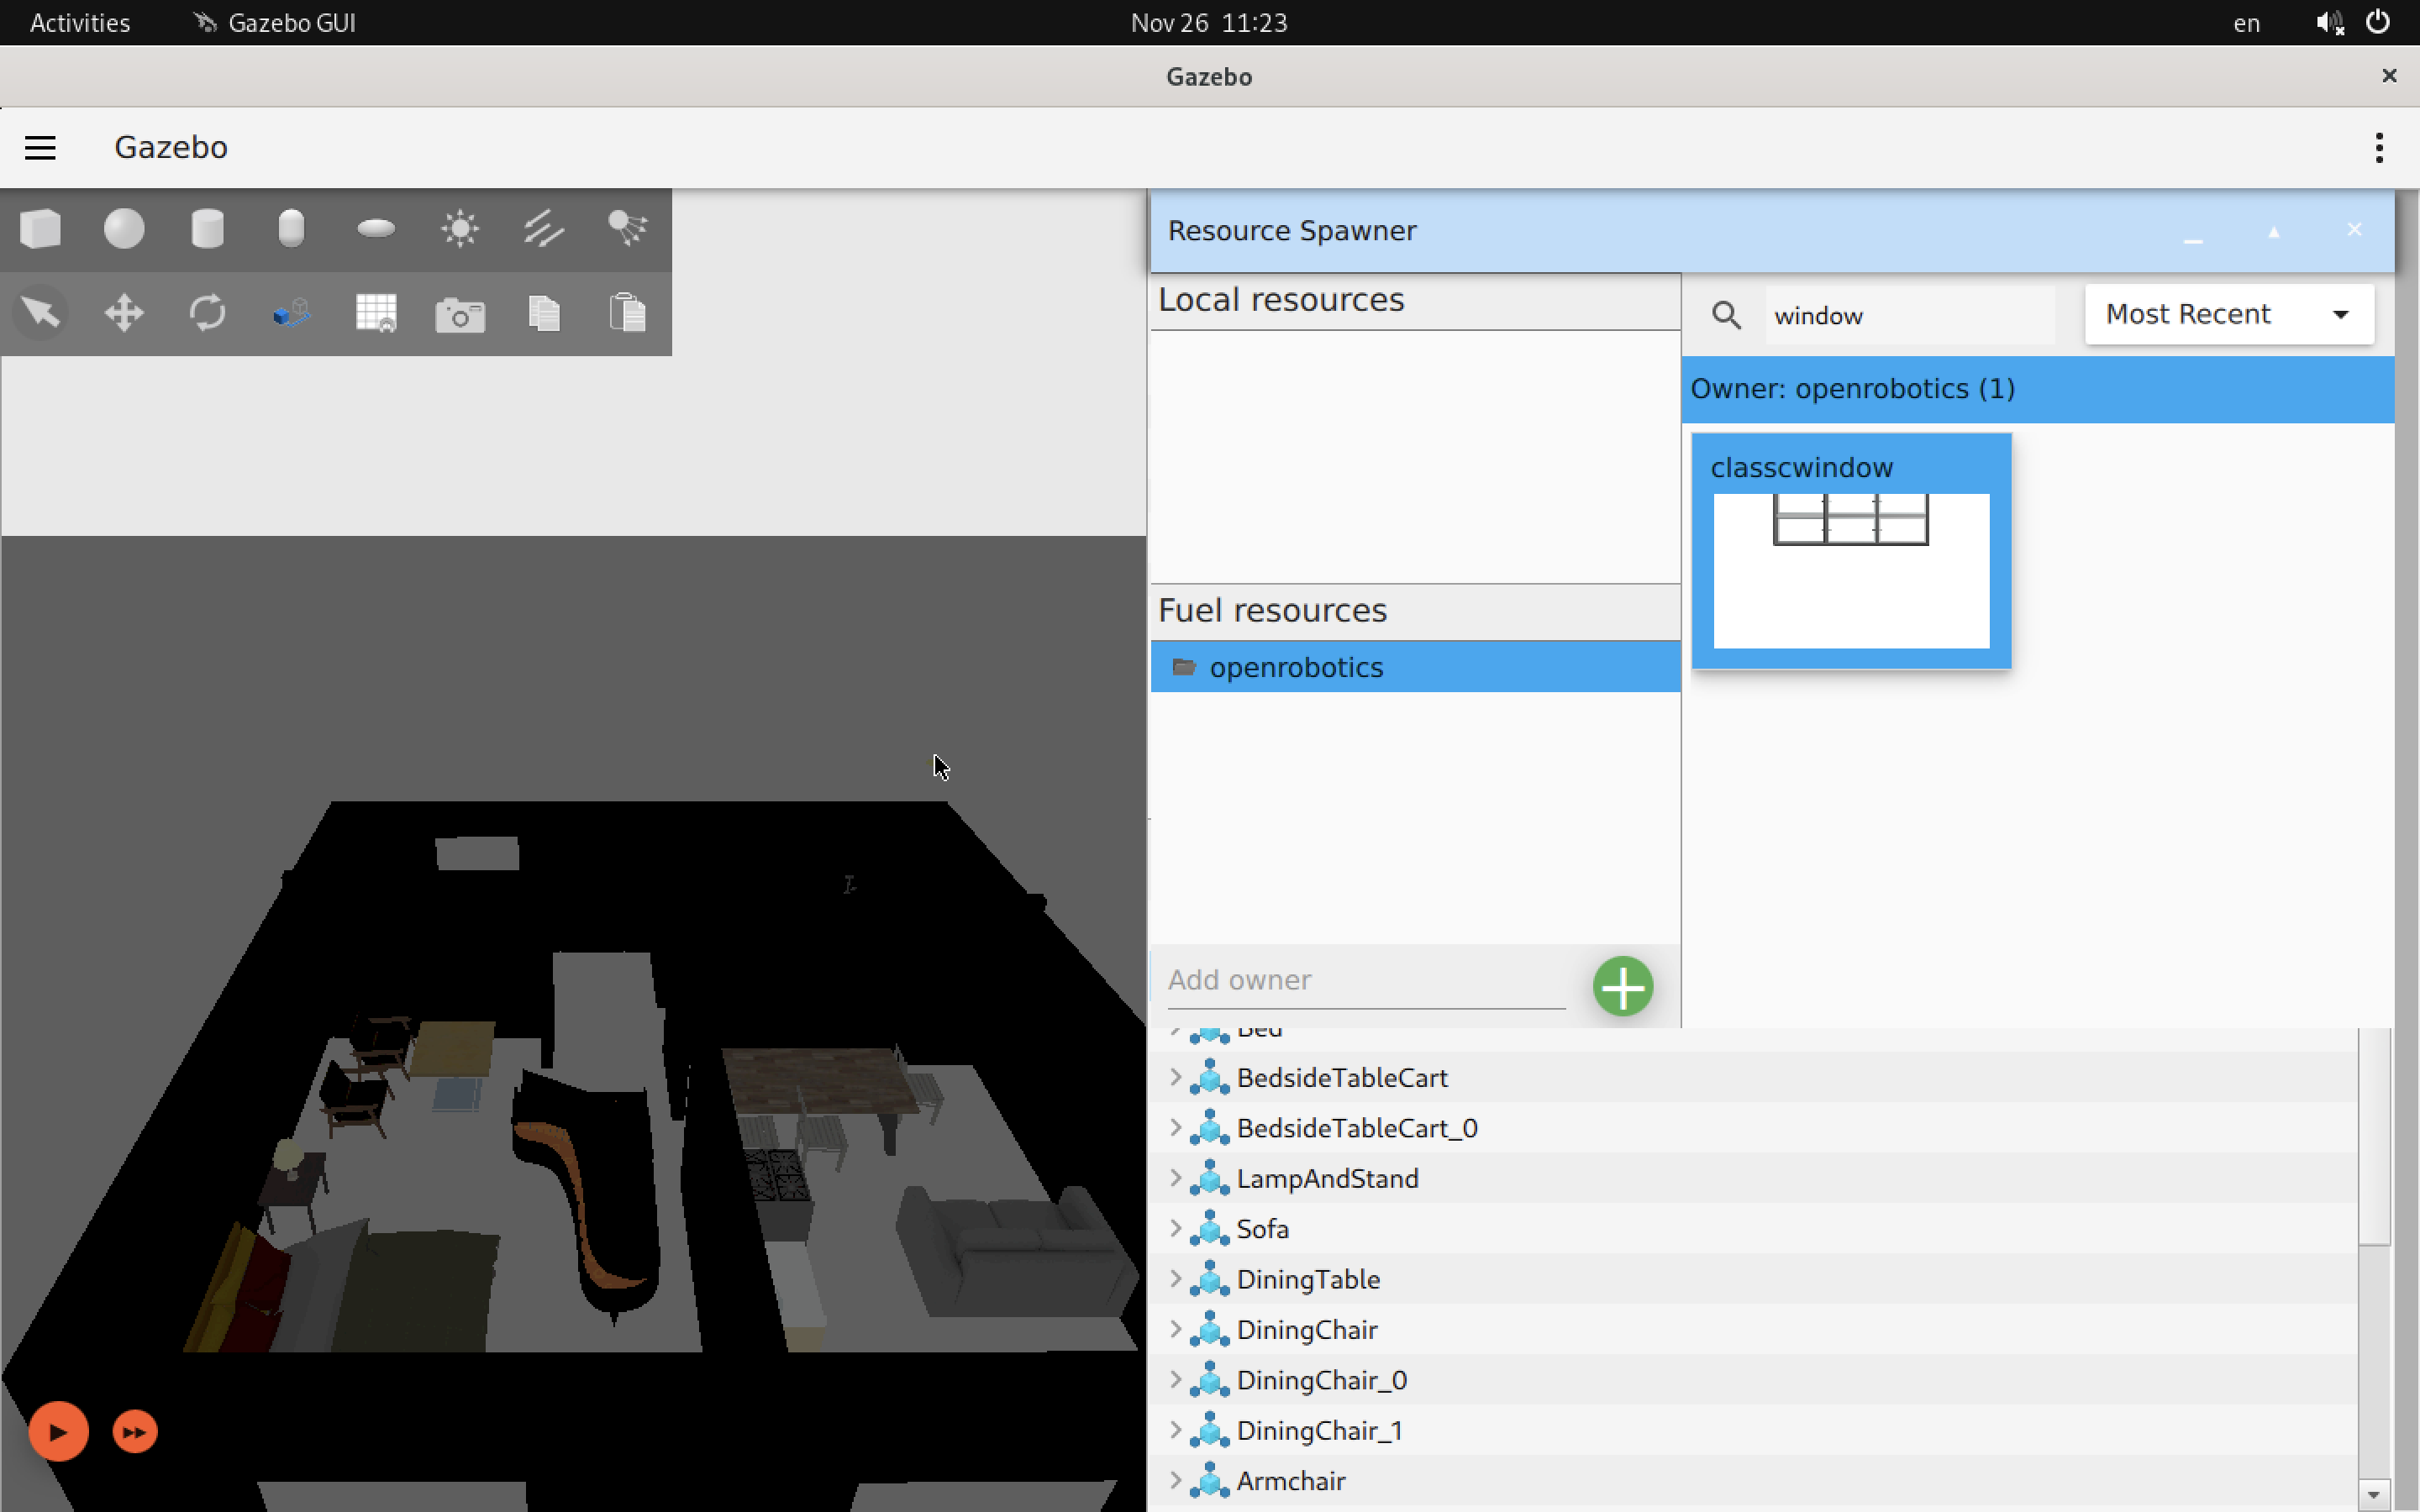 Activities
Gazebo GUI
Nov 26 11:23
en
Gazebo
Gazebo
Resource Spawner
Local resources
window
Most Recent
Owner: openrobotics (1)
classcwindow
Fuel resources
openrobotics
Add owner
Bed
BedsideTableCart
BedsideTableCart_0
LampAndStand
Sofa
DiningTable
DiningChair
DiningChair_0
DiningChair_1
Armchair